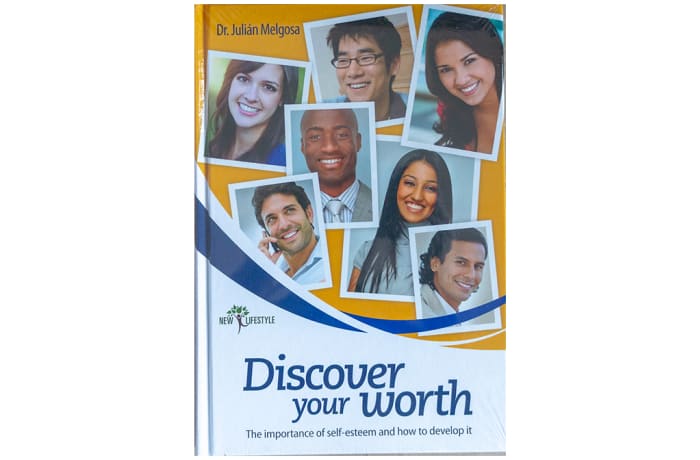 Dr. Julián Melgosa
NEW LIFESTYLE
Discover
your worth
The importance of self-esteem and how to develop it